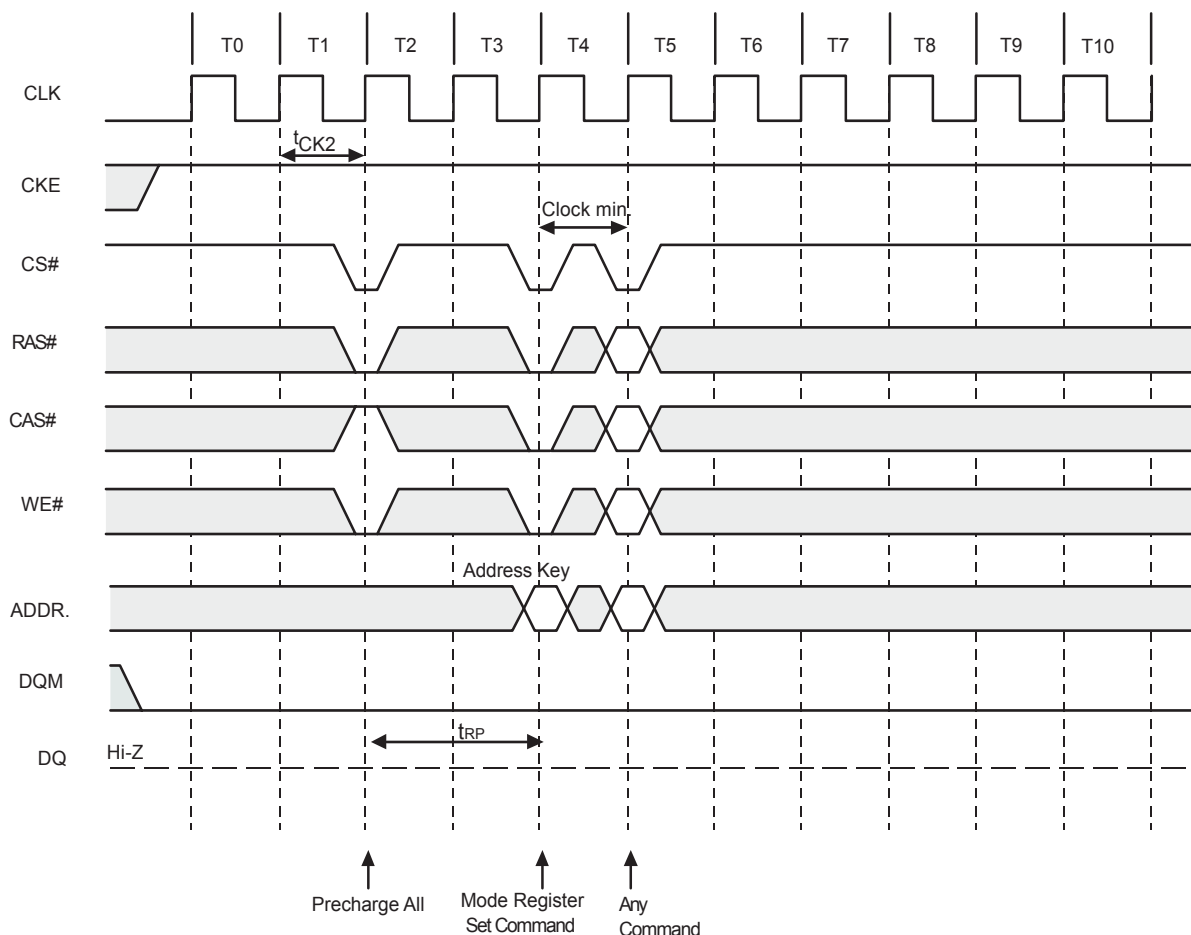 T0 T1 T2 T3 T4 T5 T6 T7 T8 T9 T10
CLK
tCK2
CKE
Clock min.
CS#
RAS#
CAS#
WE#
Address Key
ADDR.
DQM
tRP
DQ Hi-Z
Precharge All
Mode Register
Set Command
Any
Command